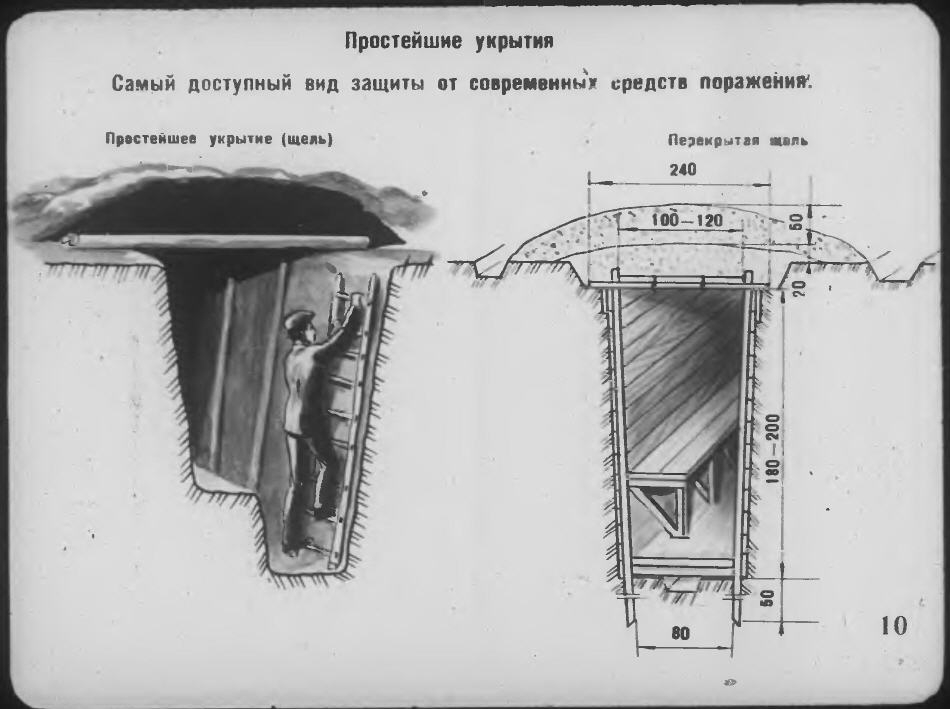 Простейшие укрытия
Самый доступный вид защиты от современных средств поражения.
Простейшее укрытие (щель)
Перекрытая щель
240
100—120
60
20
180—200
50
80
10